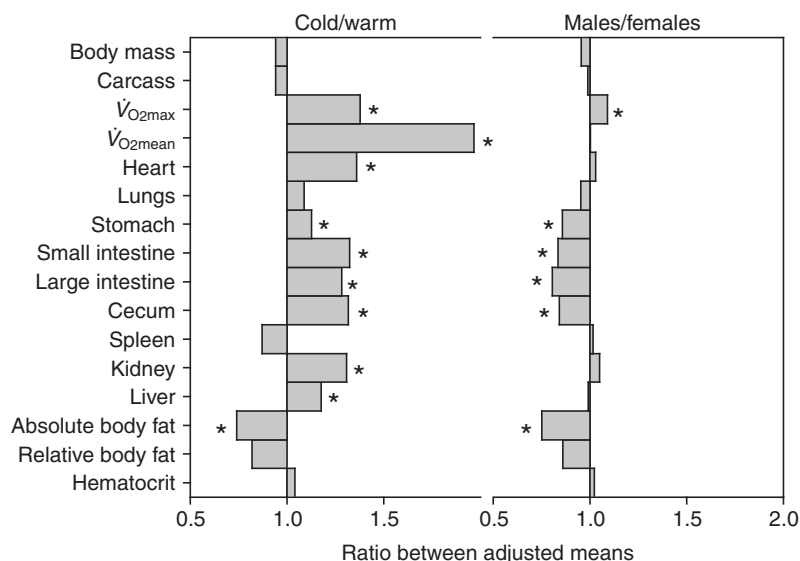 Cold/warm Males/females
Body mass
Carcass
V̇O2max *
*
V̇O2mean *
Heart *
Lungs
Stomach * *
Small intestine * *
Large intestine * *
Cecum * *
Spleen
Kidney *
Liver *
Absolute body fat * *
Relative body fat
Hematocrit
0.5 1.0 1.5 0.5 1.0 1.5 2.0
Ratio between adjusted means